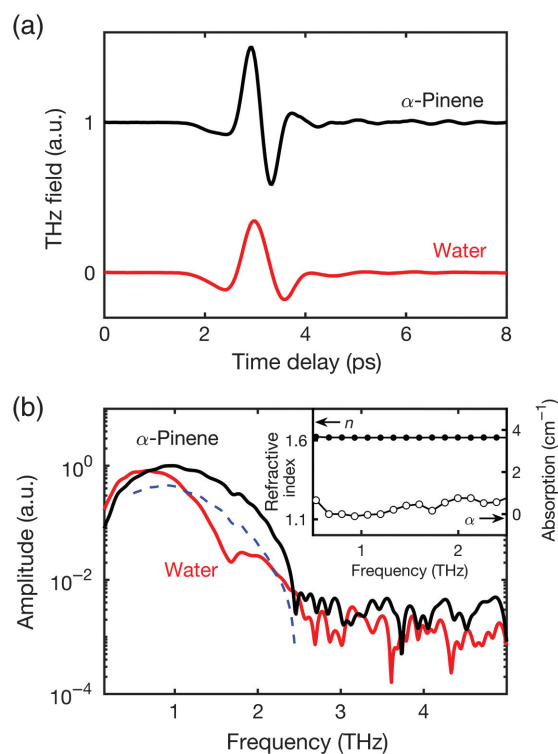 (a)
1
α-Pinene
THz field (a.u.)
Water
0
0 2 4 6 8
Time delay (ps)
(b)
α-Pinene
10⁰
Amplitude (a.u.)
Water
10⁻²
10⁻⁴
1 2 3 4
Frequency (THz)
n
1.6
Refractive
index
1.1
α
4
2
0
Absorption (cm⁻¹)
1 2
Frequency (THz)